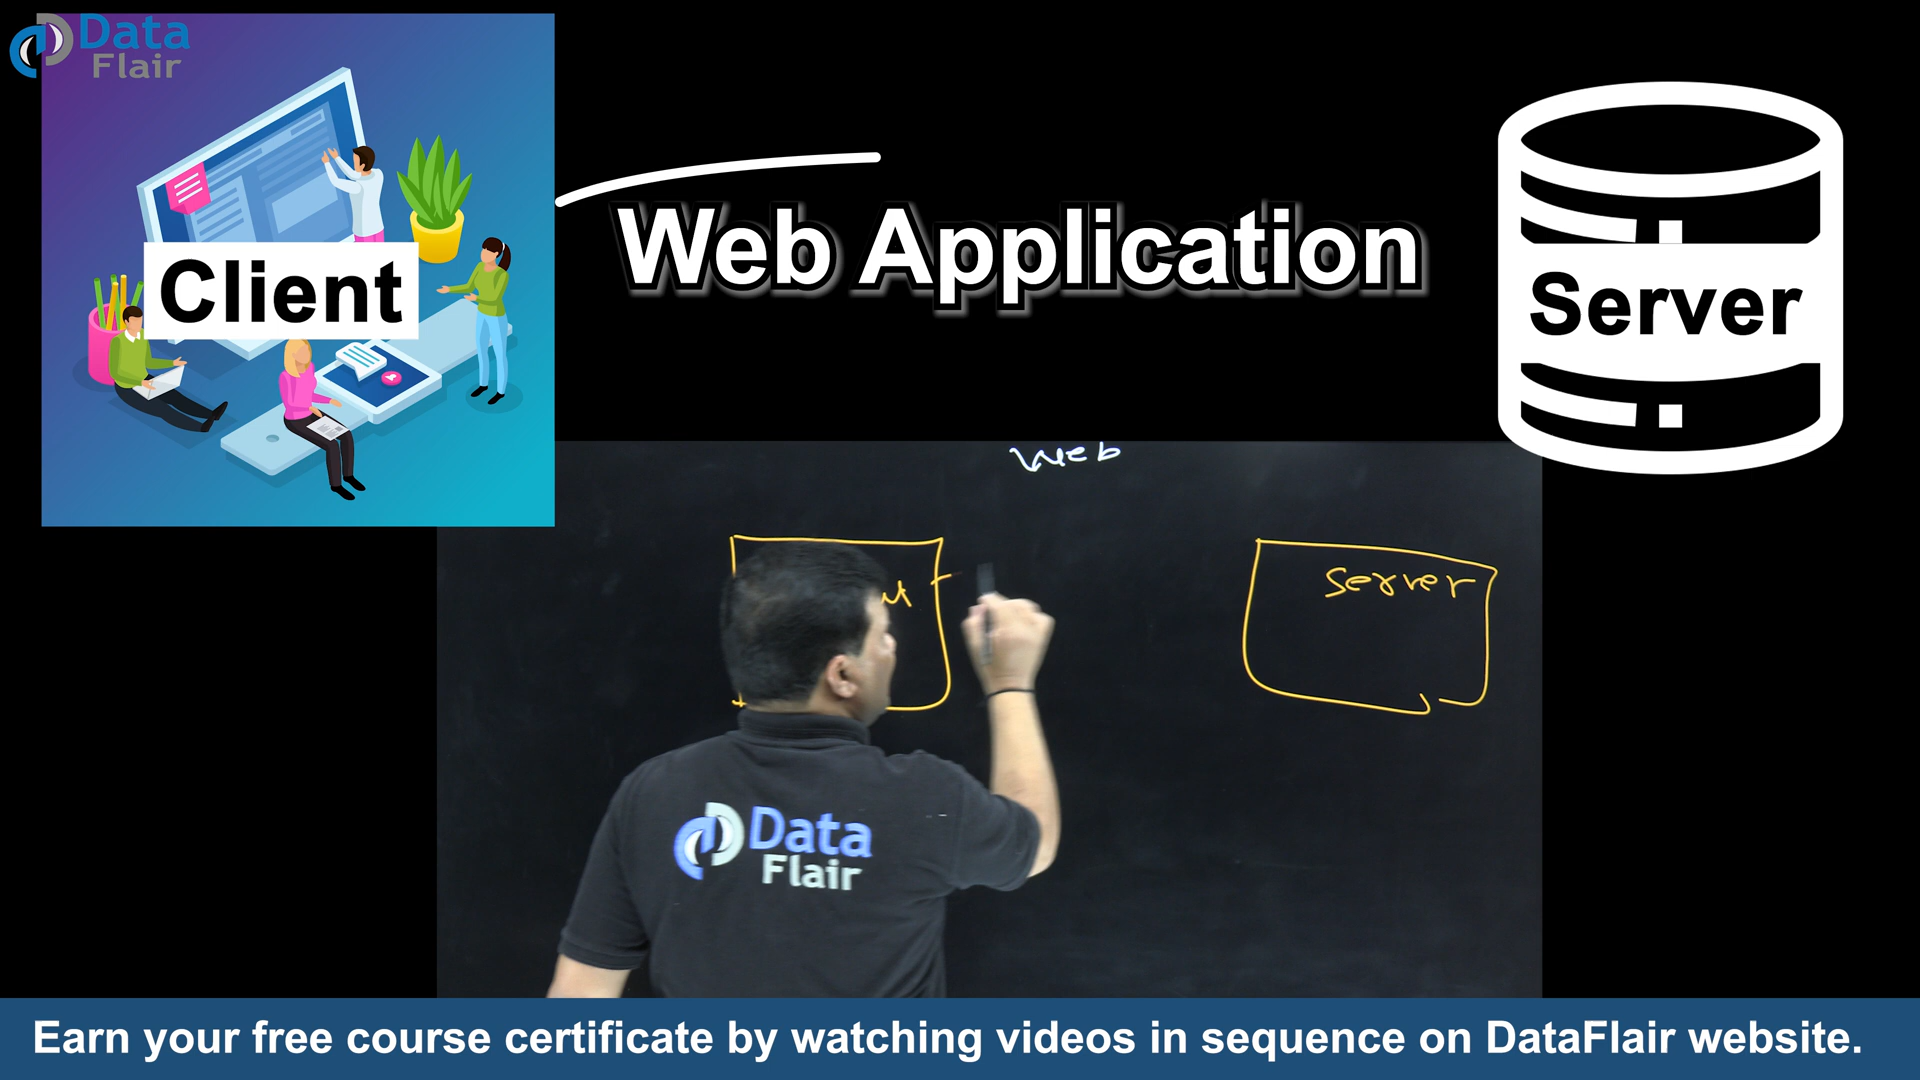 Data
Flair
Client
Web Application
Server
Web
Server
Data
Flair
Earn your free course certificate by watching videos in sequence on DataFlair website.